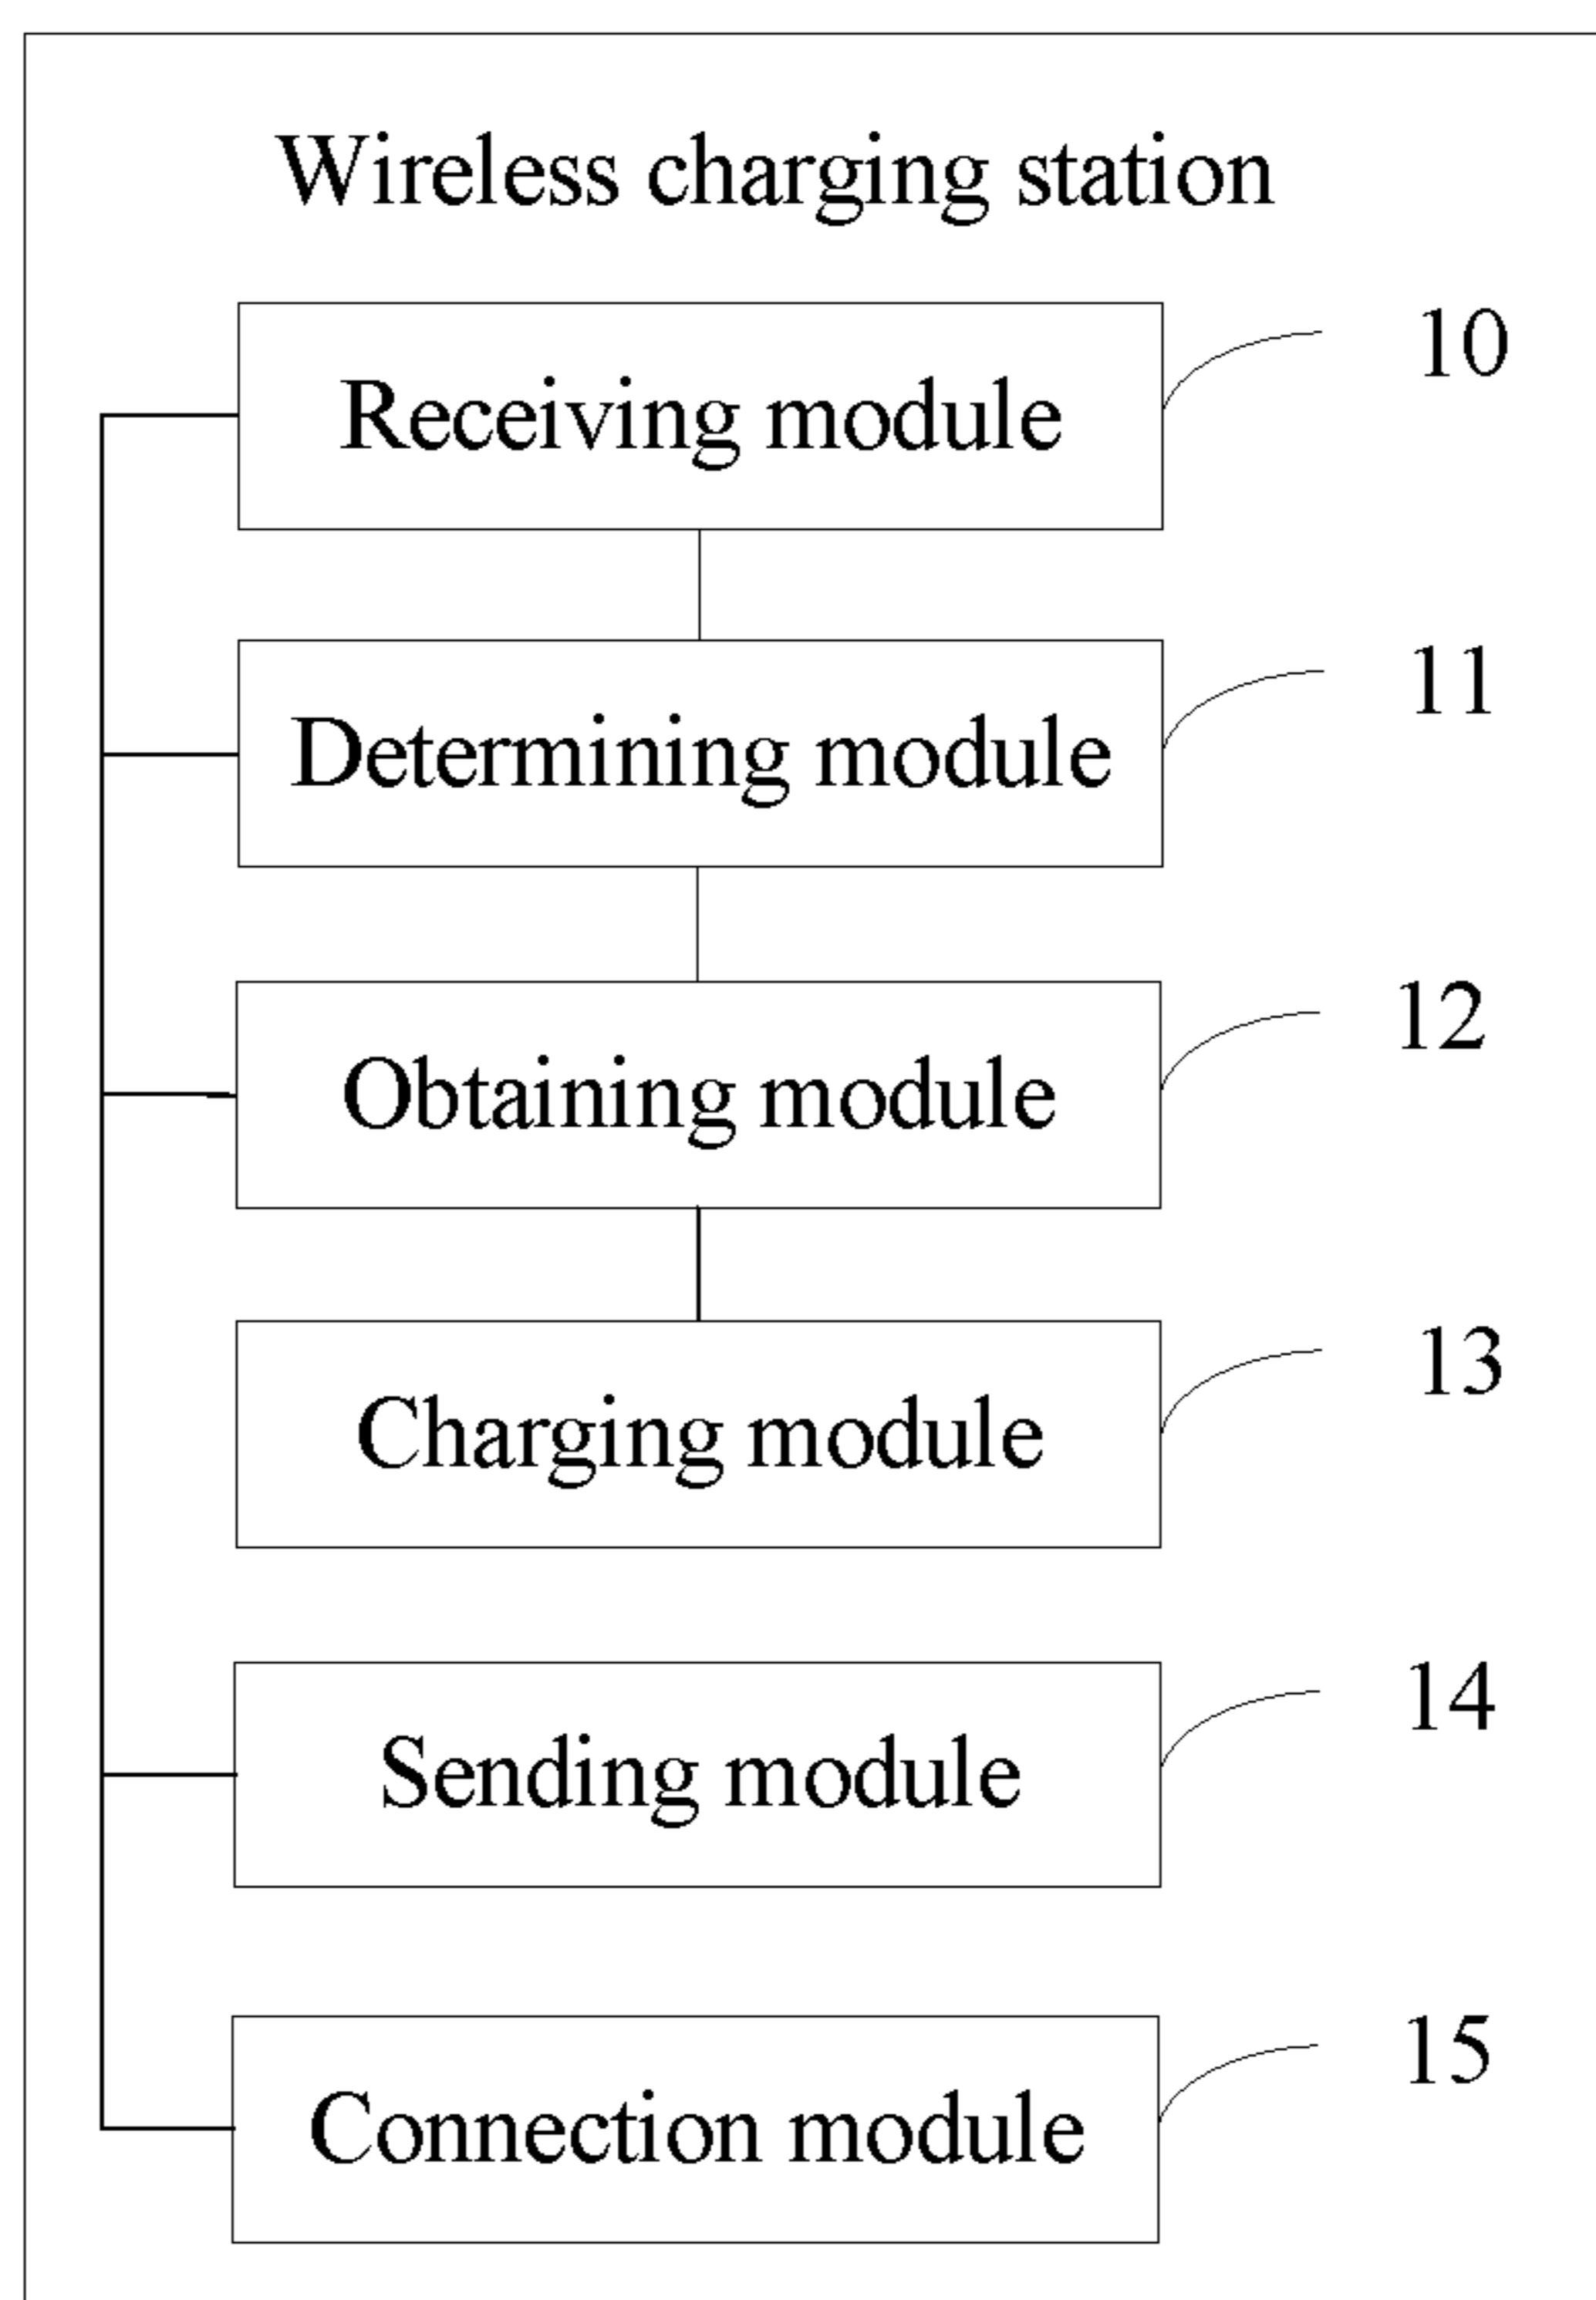 Wireless charging station
Receiving module
10
Determining module
11
Obtaining module
12
Charging module
13
Sending module
14
Connection module
15